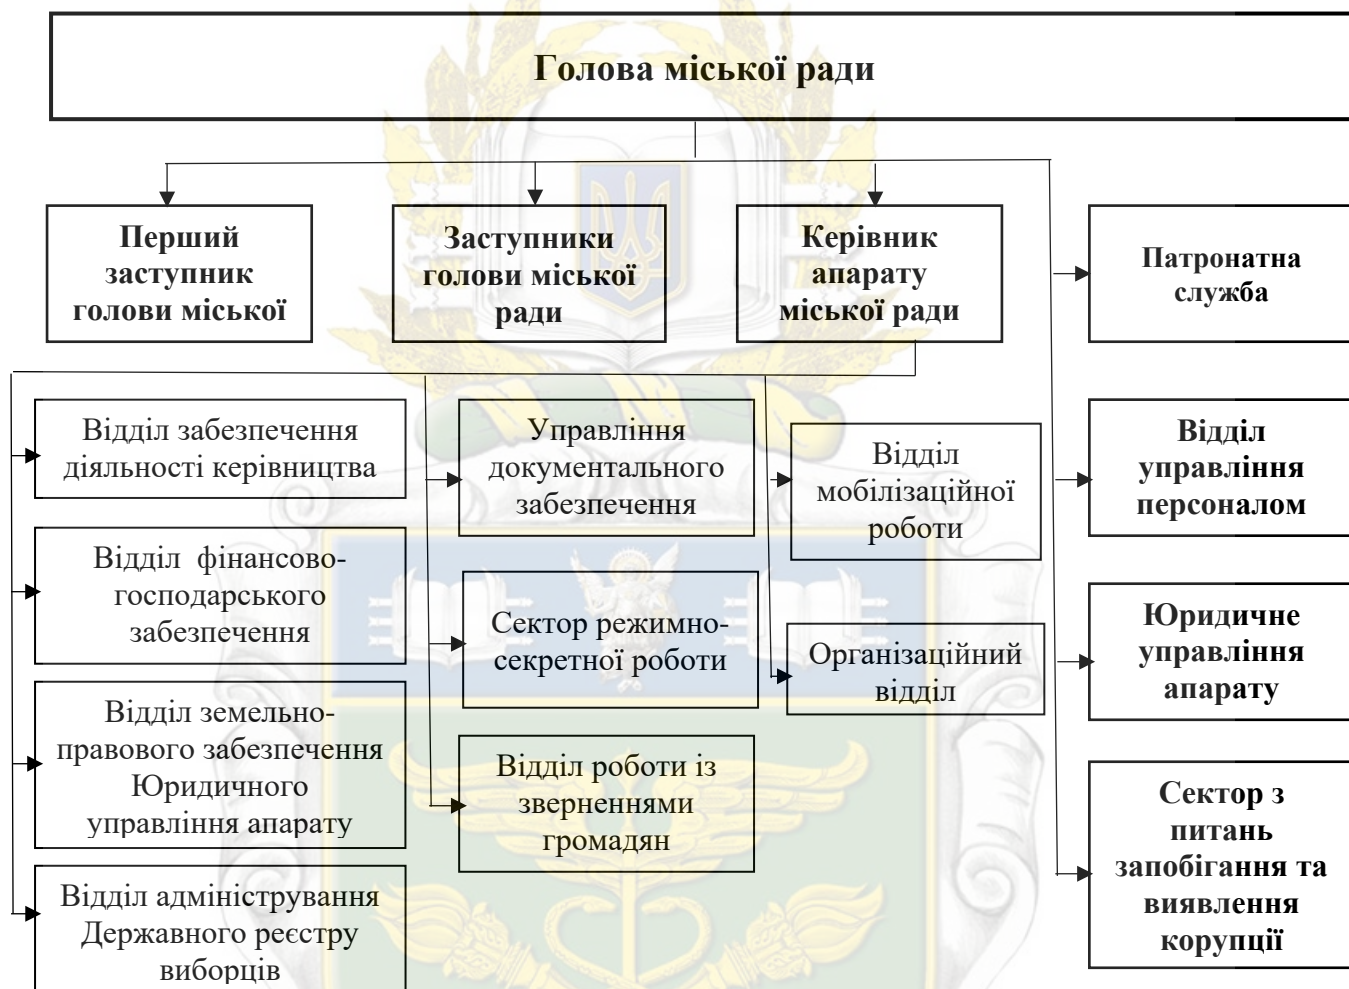 Голова міської ради
Перший
заступник
голови міської
Заступники
голови міської
ради
Керівник
апарату
міської ради
Патронатна
служба
Відділ забезпечення
діяльності керівництва
Управління
документального
забезпечення
Відділ
мобілізаційної
роботи
Відділ
управління
персоналом
Відділ фінансово-
господарського
забезпечення
Сектор режимно-
секретної роботи
Організаційний
відділ
Юридичне
управління
апарату
Відділ земельно-
правового забезпечення
Юридичного
управління апарату
Відділ роботи із
зверненнями
громадян
Сектор з
питань
запобігання та
виявлення
корупції
Відділ адміністрування
Державного реєстру
виборців